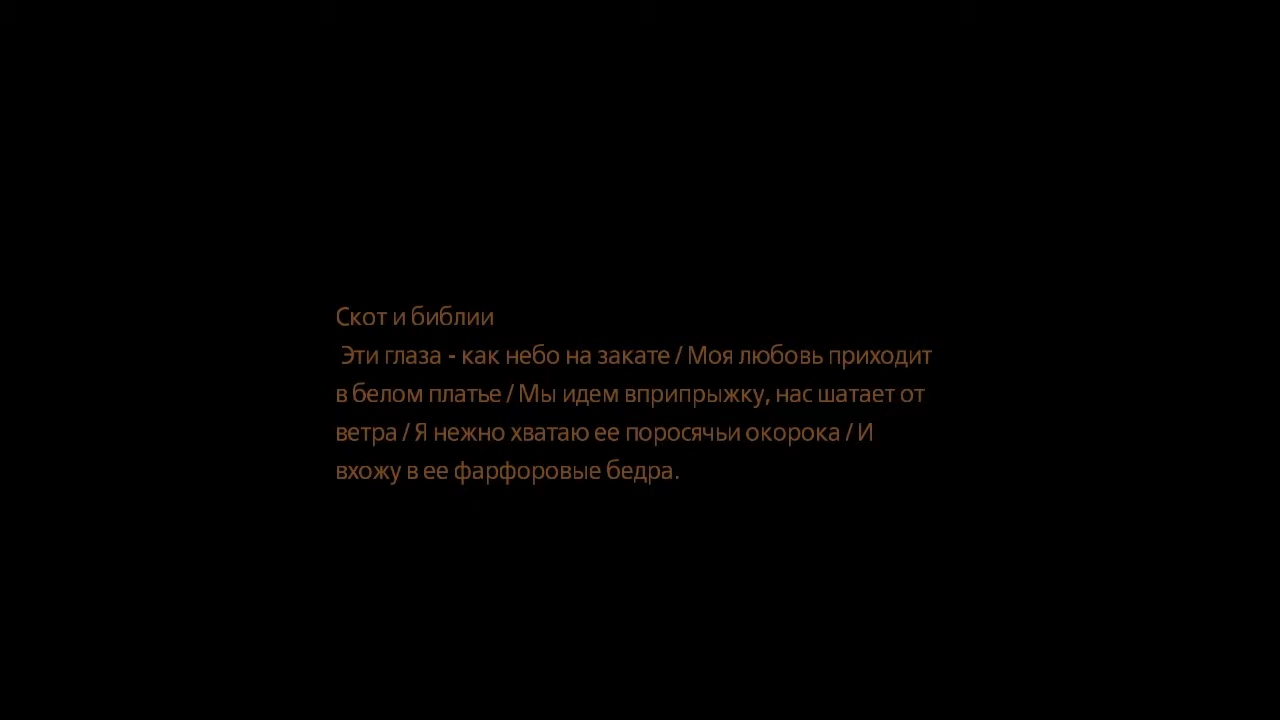 Скот и библии
Эти глаза - как небо на закате / Моя любовь приходит
в белом платье / Мы идем вприпрыжку, нас шатает от
ветра / Я нежно хватаю ее поросячьи окорока / И
вхожу в ее фарфоровые бедра.